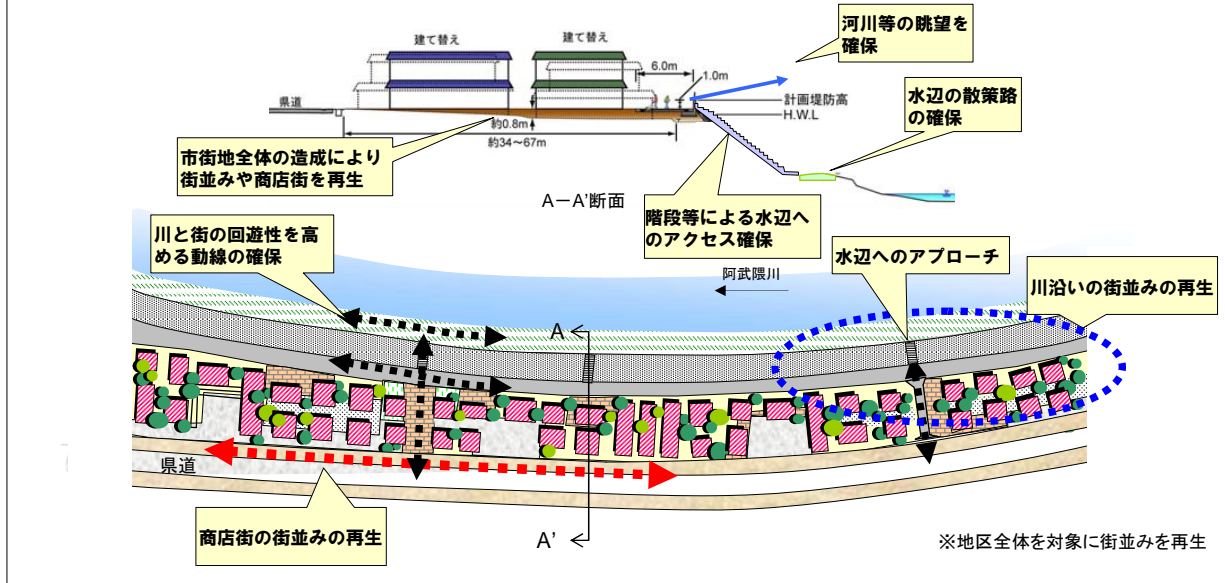 河川等の眺望を
確保
建て替え
建て替え
6.0m
1.0m
県道
計画堤防高
H.W.L
水辺の散策路
の確保
約0.8m
約34～67m
市街地全体の造成により
街並みや商店街を再生
A－A'断面
階段等による水辺へ
のアクセス確保
川と街の回遊性を高
める動線の確保
水辺へのアプローチ
阿武隈川
川沿いの街並みの再生
A
県道
商店街の街並みの再生
A'
※地区全体を対象に街並みを再生